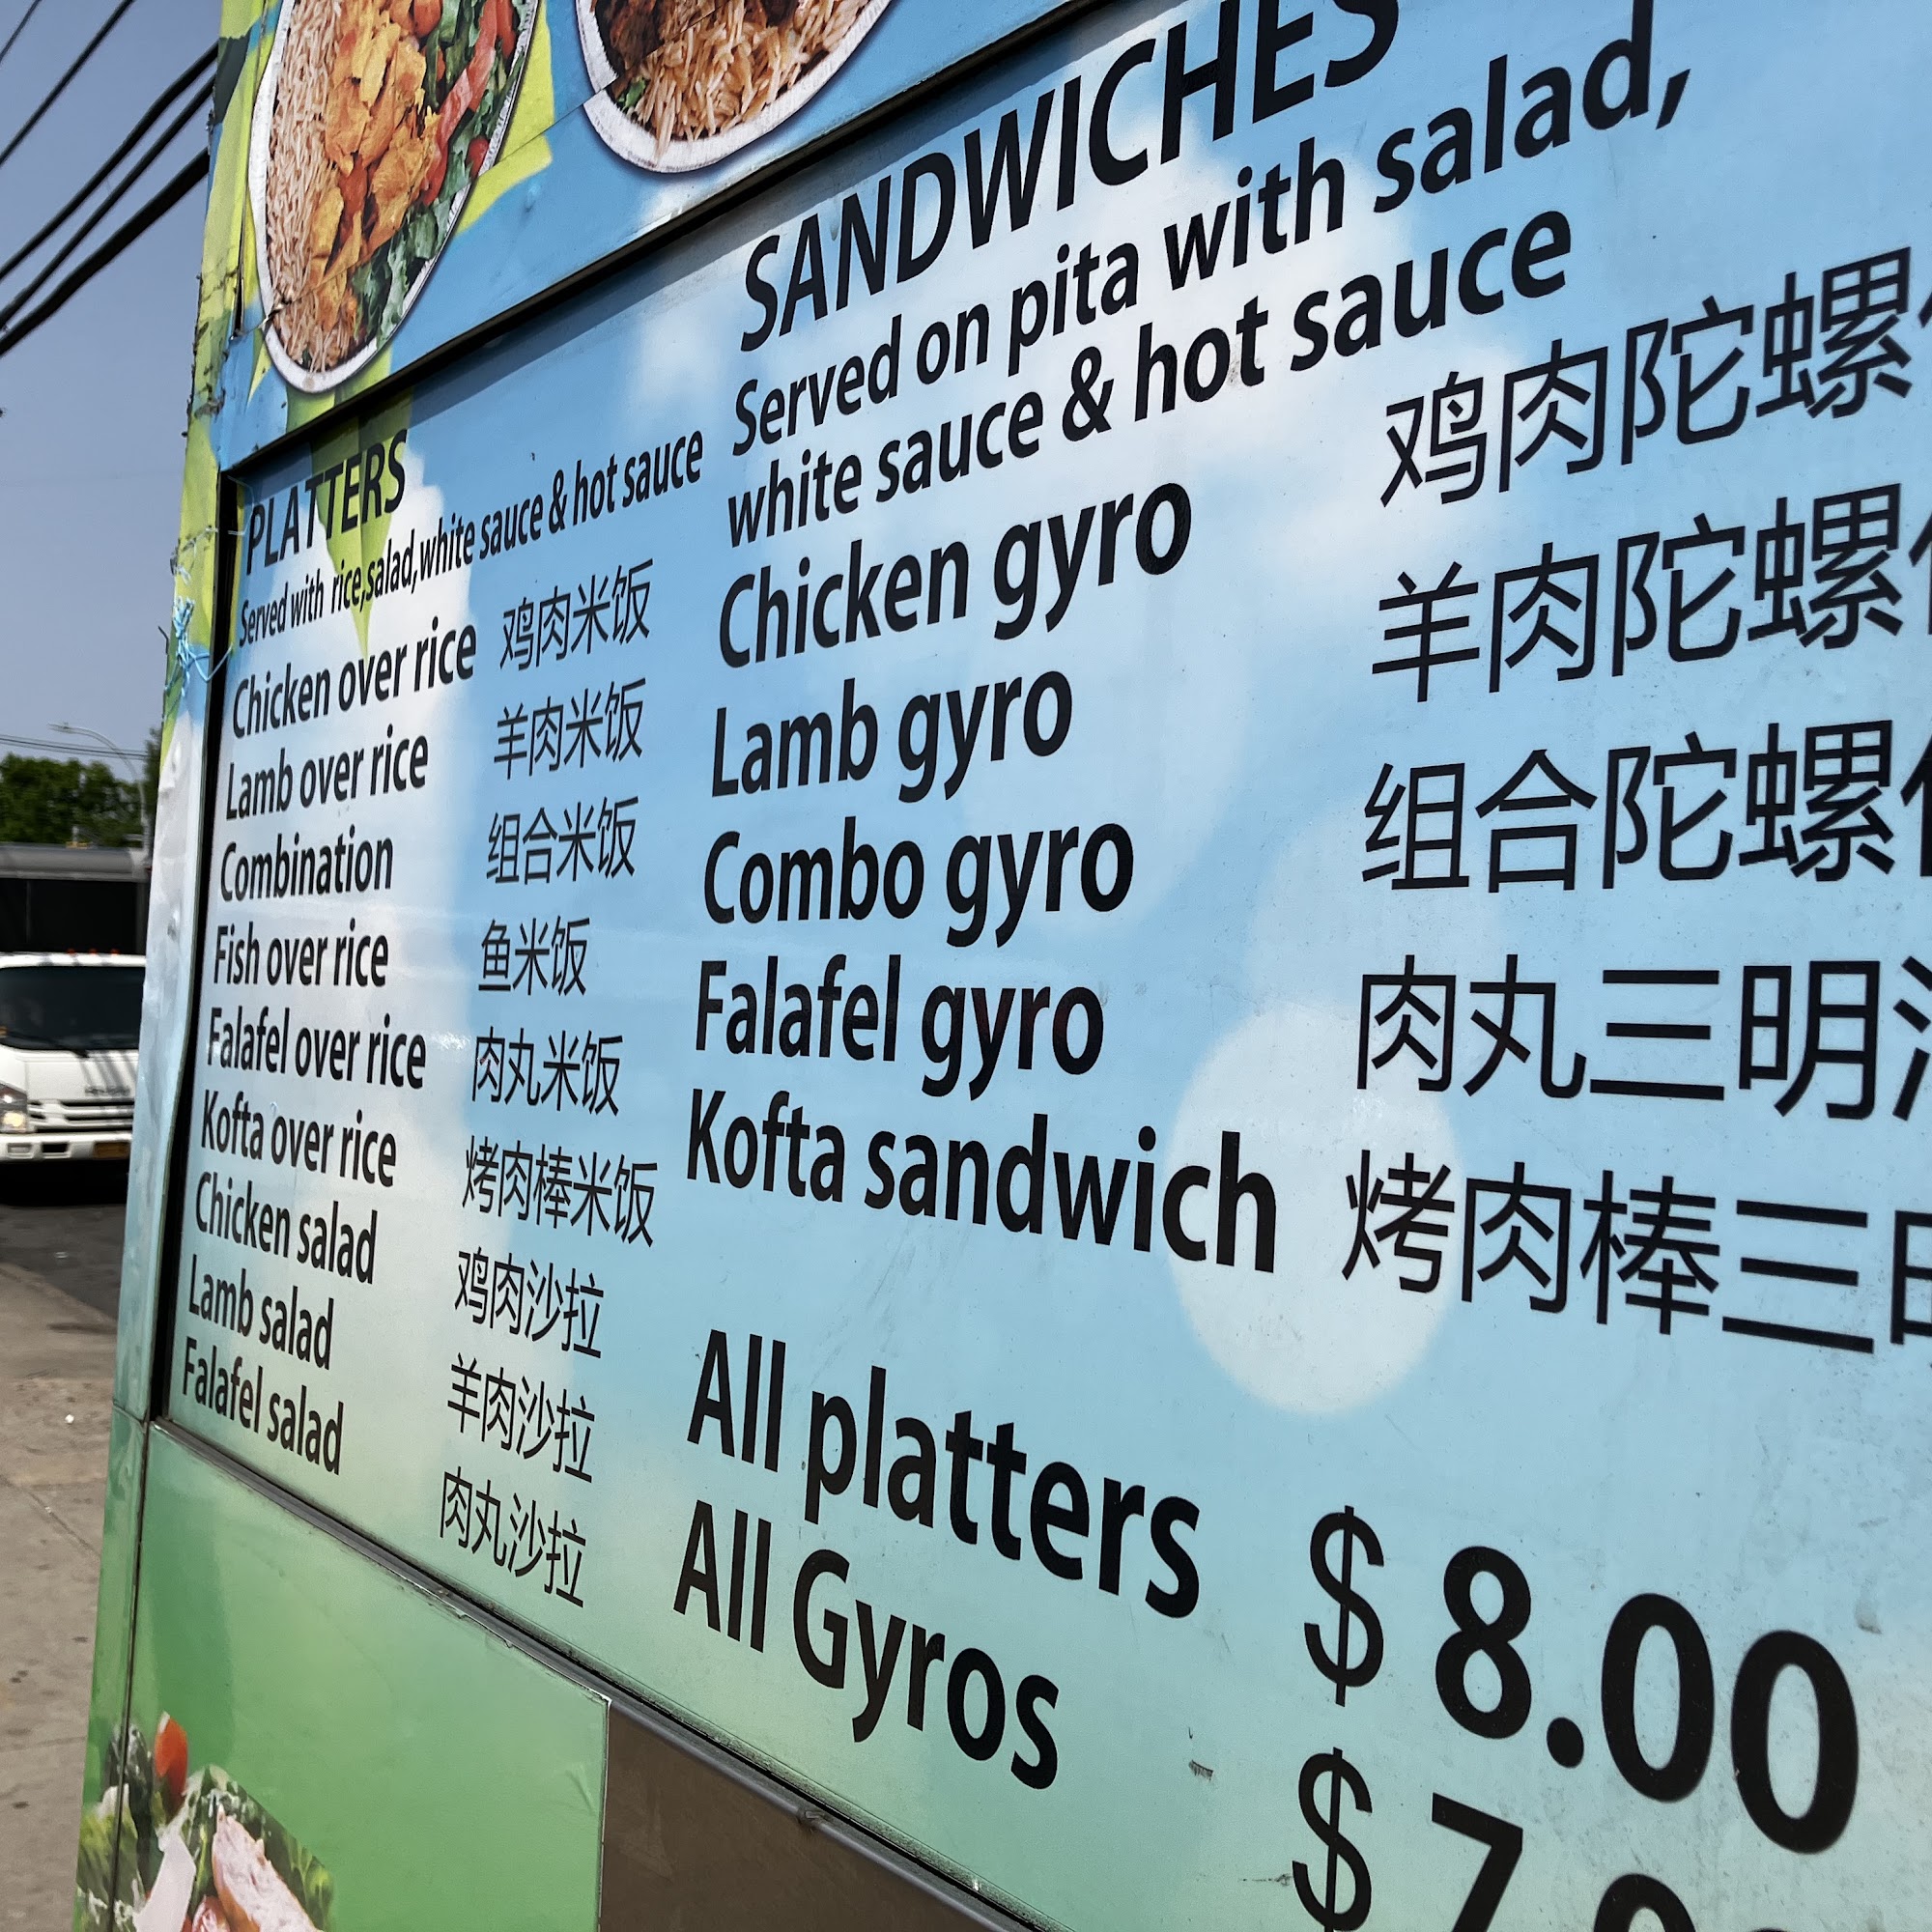 PLATTERS
Served with rice,salad,white sauce & hot sauce
Chicken over rice 鸡肉米饭
Lamb over rice 羊肉米饭
Combination 组合米饭
Fish over rice 鱼米饭
Falafel over rice 肉丸米饭
Kofta over rice 烤肉棒米饭
Chicken salad 鸡肉沙拉
Lamb salad 羊肉沙拉
Falafel salad 肉丸沙拉
SANDWICHES
Served on pita with salad,
white sauce & hot sauce
Chicken gyro 鸡肉陀螺
Lamb gyro 羊肉陀螺
Combo gyro 组合陀螺
Falafel gyro 肉丸三明
Kofta sandwich 烤肉棒三
All platters $ 8.00
All Gyros $ 7